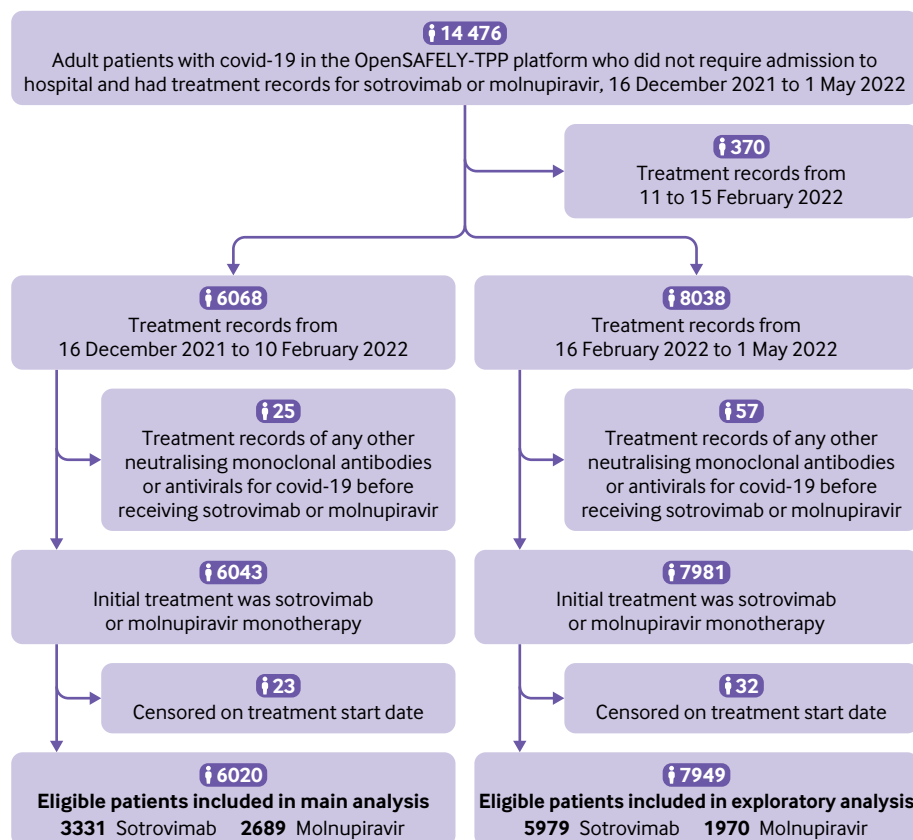 14 476
Adult patients with covid-19 in the OpenSAFELY-TPP platform who did not require admission to
hospital and had treatment records for sotrovimab or molnupiravir, 16 December 2021 to 1 May 2022
370
Treatment records from
11 to 15 February 2022
6068
Treatment records from
16 December 2021 to 10 February 2022
8038
Treatment records from
16 February 2022 to 1 May 2022
25
Treatment records of any other
neutralising monoclonal antibodies
or antivirals for covid-19 before
receiving sotrovimab or molnupiravir
57
Treatment records of any other
neutralising monoclonal antibodies
or antivirals for covid-19 before
receiving sotrovimab or molnupiravir
6043
Initial treatment was sotrovimab
or molnupiravir monotherapy
7981
Initial treatment was sotrovimab
or molnupiravir monotherapy
23
Censored on treatment start date
32
Censored on treatment start date
6020
Eligible patients included in main analysis
3331 Sotrovimab 2689 Molnupiravir
7949
Eligible patients included in exploratory analysis
5979 Sotrovimab 1970 Molnupiravir